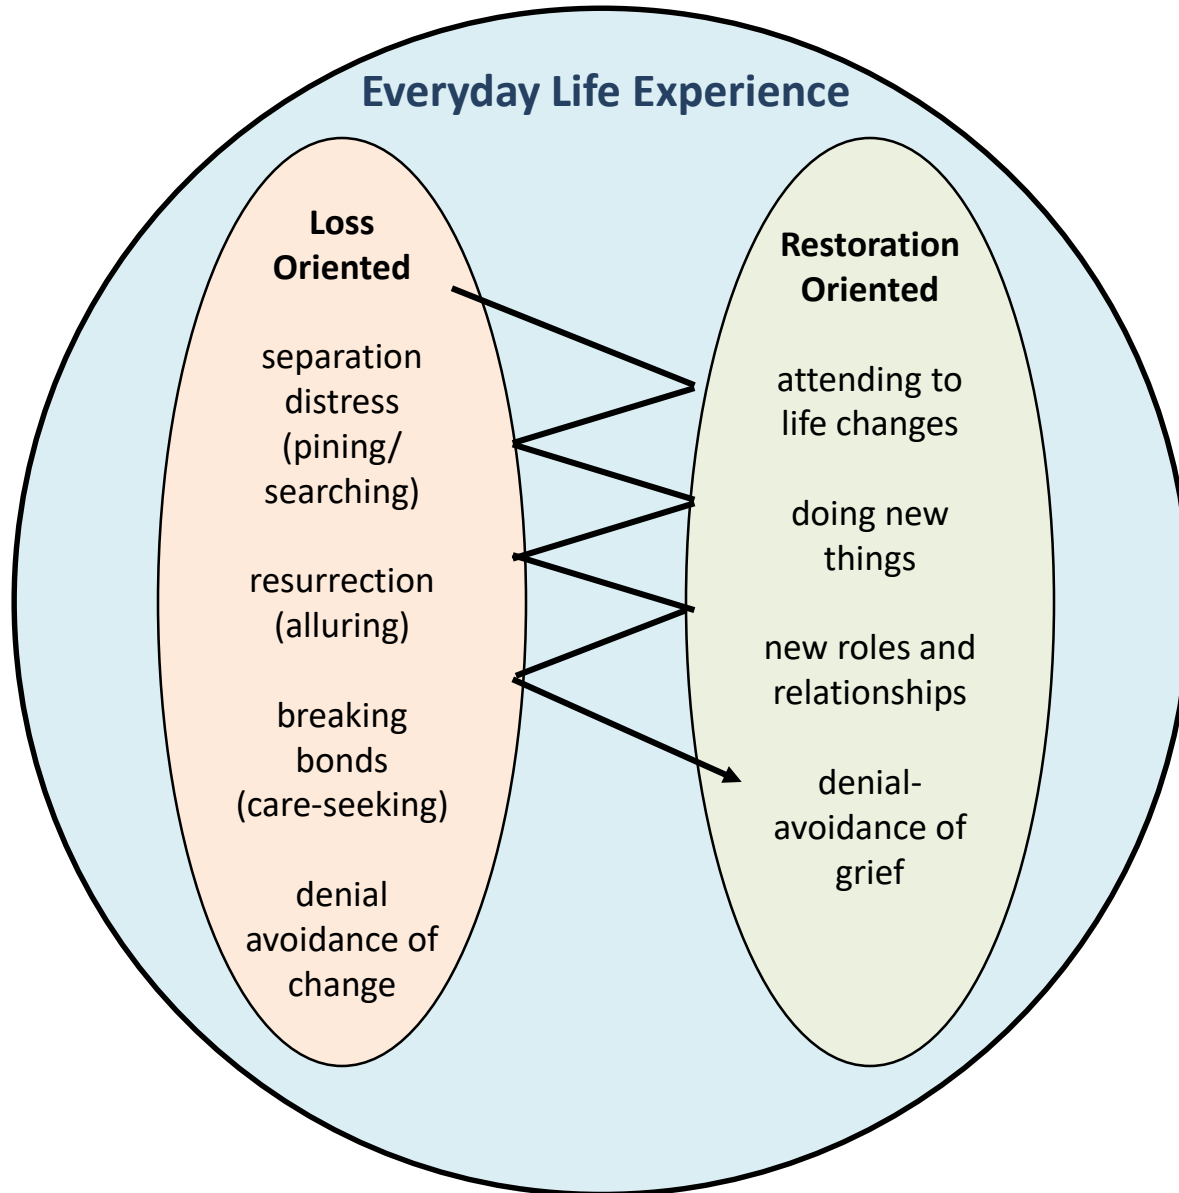 Everyday Life Experience
Loss
Oriented
separation
distress
(pining/
searching)
resurrection
(alluring)
breaking
bonds
(care-seeking)
denial
avoidance of
change
Restoration
Oriented
attending to
life changes
doing new
things
new roles and
relationships
denial-
avoidance of
grief